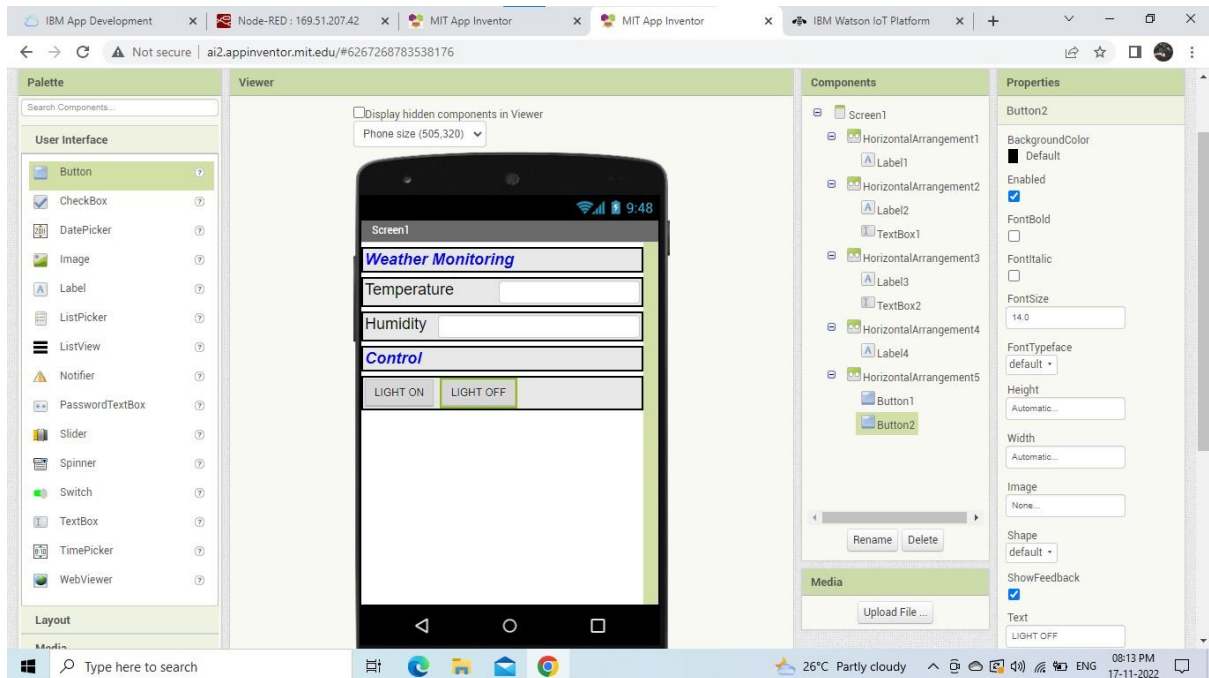 IBM App Development
Node-RED : 169.51.207.42
MIT App Inventor
MIT App Inventor
IBM Watson IoT Platform
Not secure | ai2.appinventor.mit.edu/#6267268783538176
Palette
Search Components...
User Interface
Button
CheckBox
DatePicker
Image
Label
ListPicker
ListView
Notifier
PasswordTextBox
Slider
Spinner
Switch
TextBox
TimePicker
WebViewer
Layout
Media
Viewer
Display hidden components in Viewer
Phone size (505,320)
9:48
Screen1
Weather Monitoring
Temperature
Humidity
Control
LIGHT ON LIGHT OFF
Components
Screen1
HorizontalArrangement1
Label1
HorizontalArrangement2
Label2
TextBox1
HorizontalArrangement3
Label3
TextBox2
HorizontalArrangement4
Label4
HorizontalArrangement5
Button1
Button2
Rename Delete
Media
Upload File ...
Properties
Button2
BackgroundColor
Default
Enabled
FontBold
FontItalic
FontSize
14.0
FontTypeface
default
Height
Automatic...
Width
Automatic...
Image
None...
Shape
default
ShowFeedback
Text
LIGHT OFF
Type here to search
26°C Partly cloudy
ENG
08:13 PM
17-11-2022